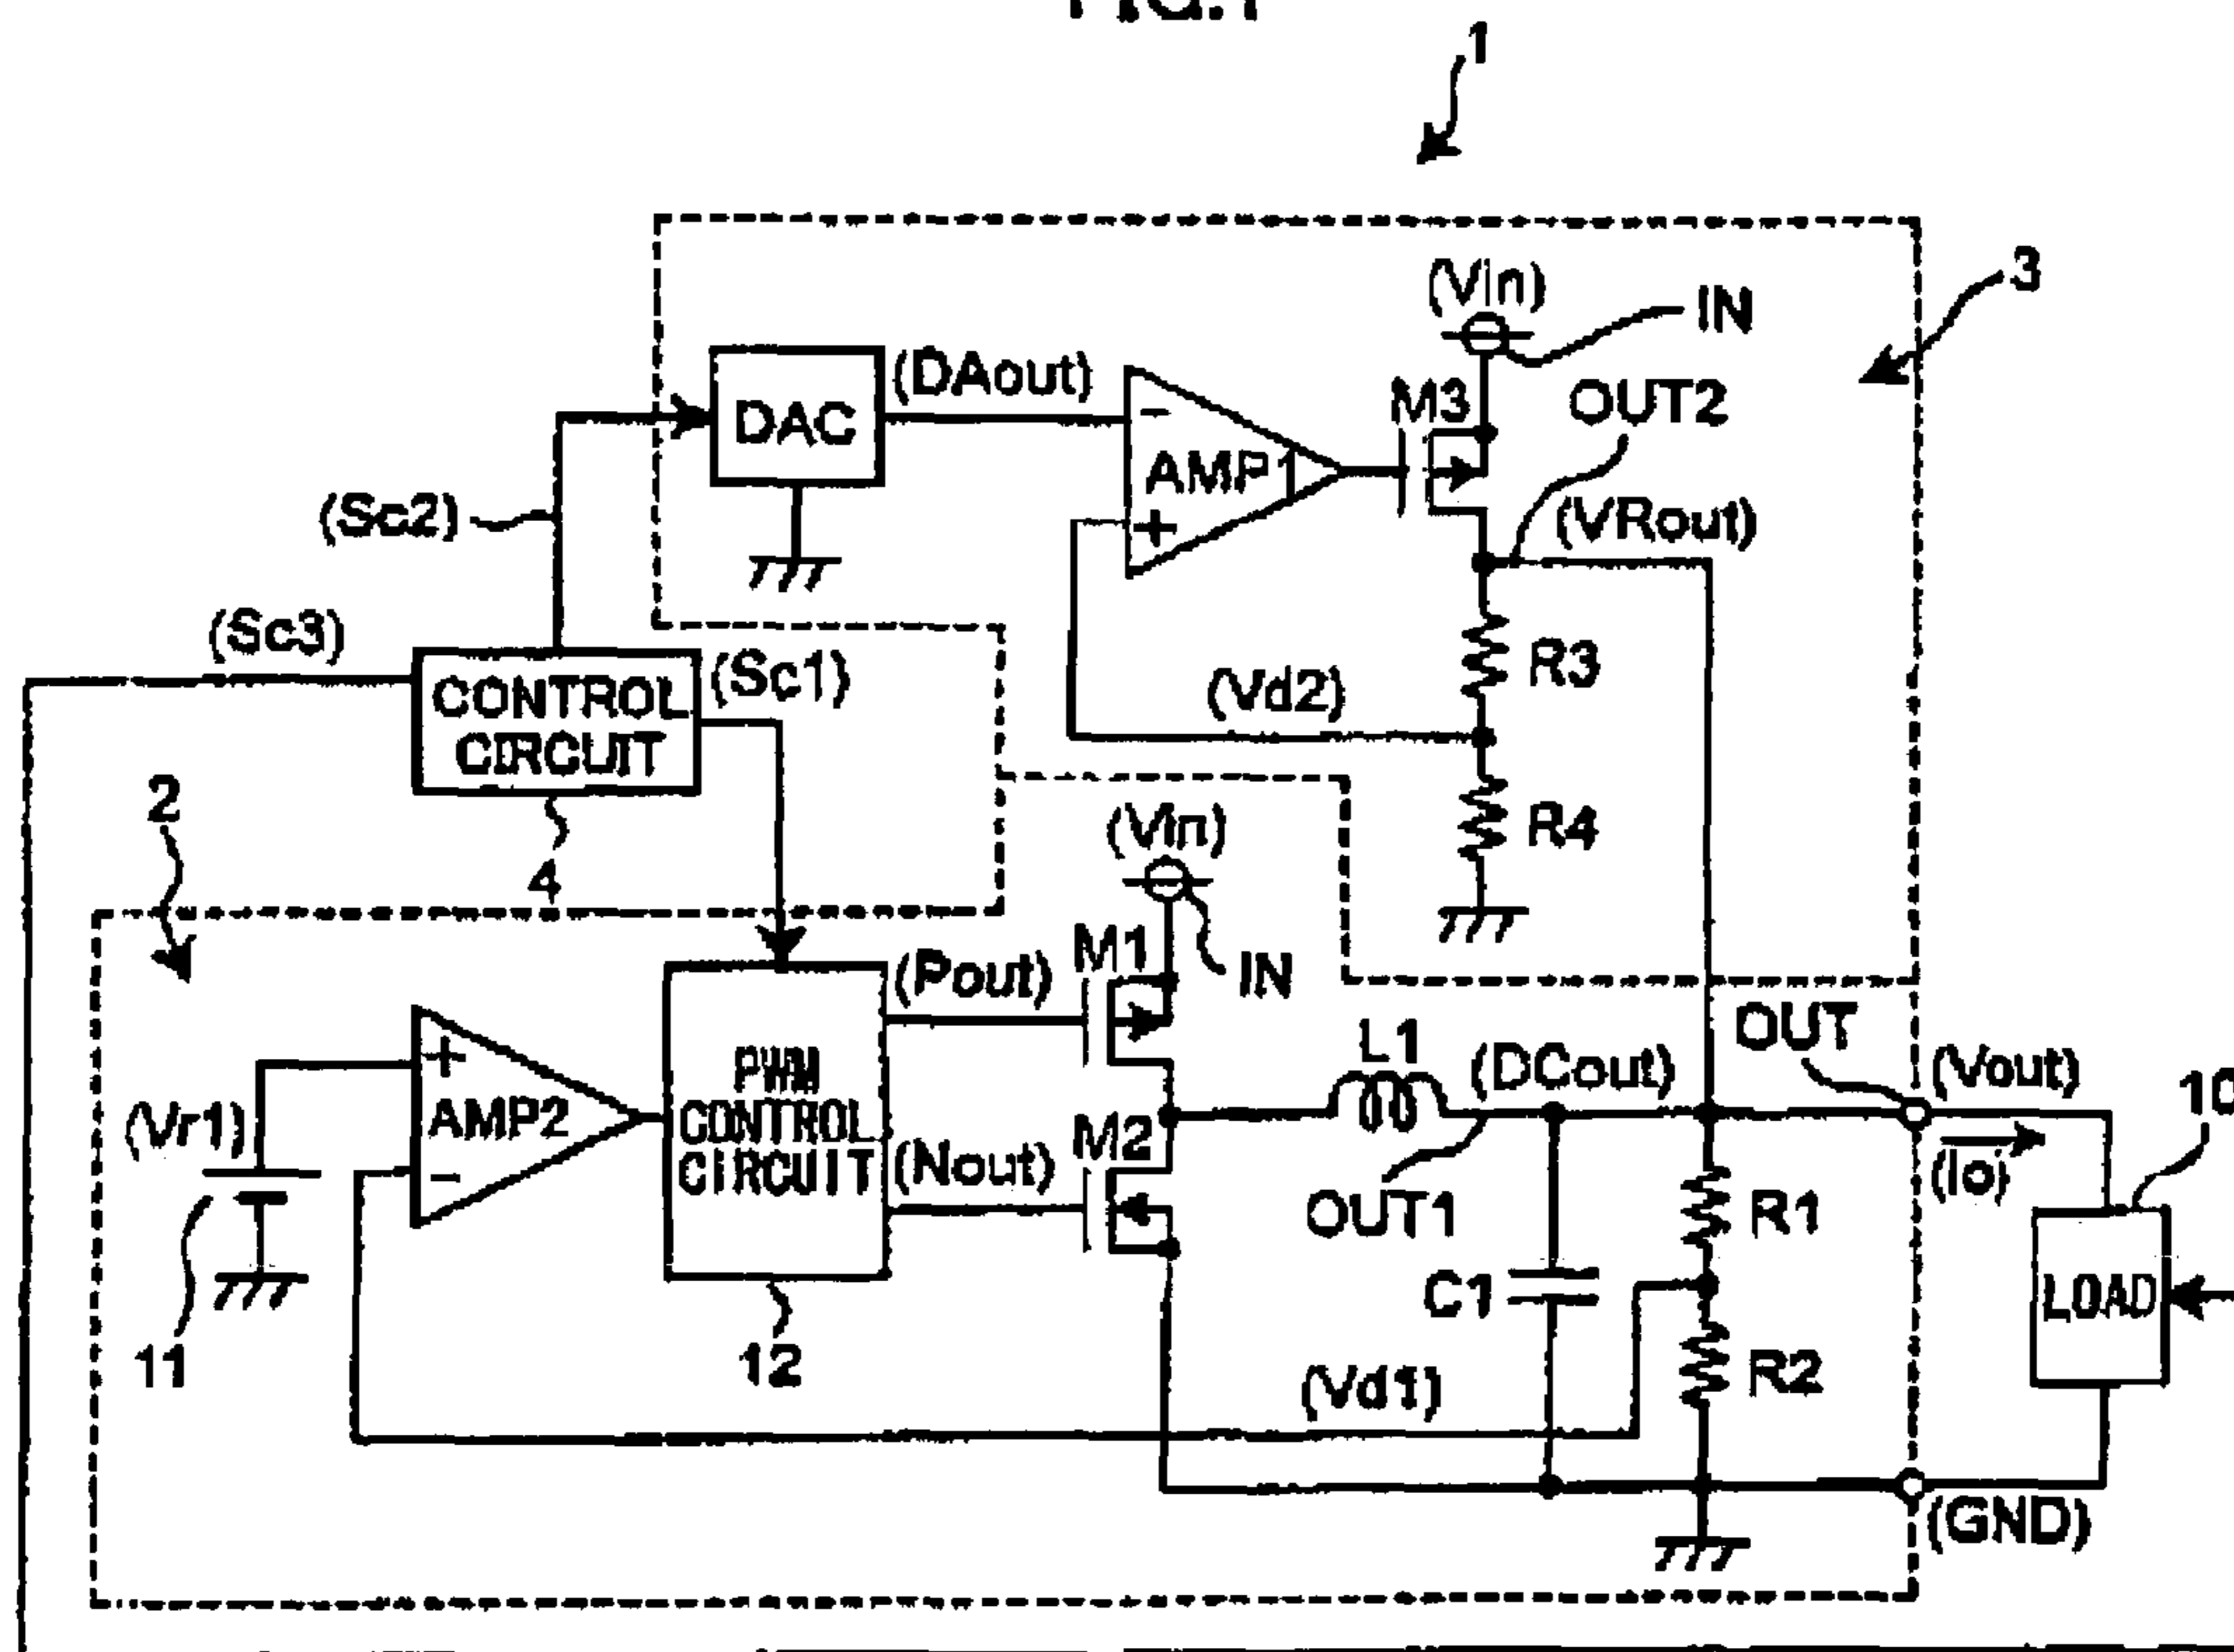 1
3
(Vin)
IN
M3
OUT2
(DAout)
DAC
-
AMP1
+
(VRout)
(Sc2)
(Sc3)
(Sc1)
CONTROL
CIRCUIT
4
R3
(Vd2)
R4
2
(Vin)
IN
M1
(Pout)
+
AMP2
-
(Vr1)
11
PWM
CONTROL
CIRCUIT
12
(Nout)
M2
L1
(DCout)
OUT1
OUT
(Vout)
(Io)
10
LOAD
C1
R1
R2
(Vd1)
(GND)